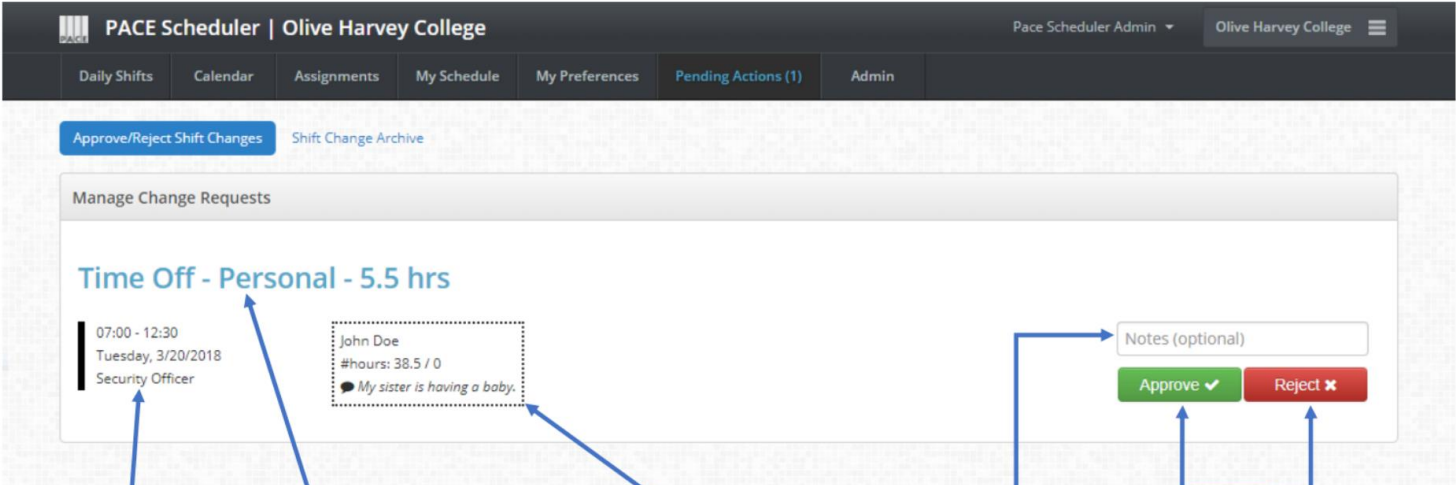 PACE
PACE Scheduler | Olive Harvey College
Pace Scheduler Admin
Olive Harvey College
Daily Shifts
Calendar
Assignments
My Schedule
My Preferences
Pending Actions (1)
Admin
Approve/Reject Shift Changes
Shift Change Archive
Manage Change Requests
Time Off - Personal - 5.5 hrs
07:00 - 12:30
Tuesday, 3/20/2018
Security Officer
John Doe
#hours: 38.5 / 0
My sister is having a baby.
Notes (optional)
Approve ✔
Reject ✖